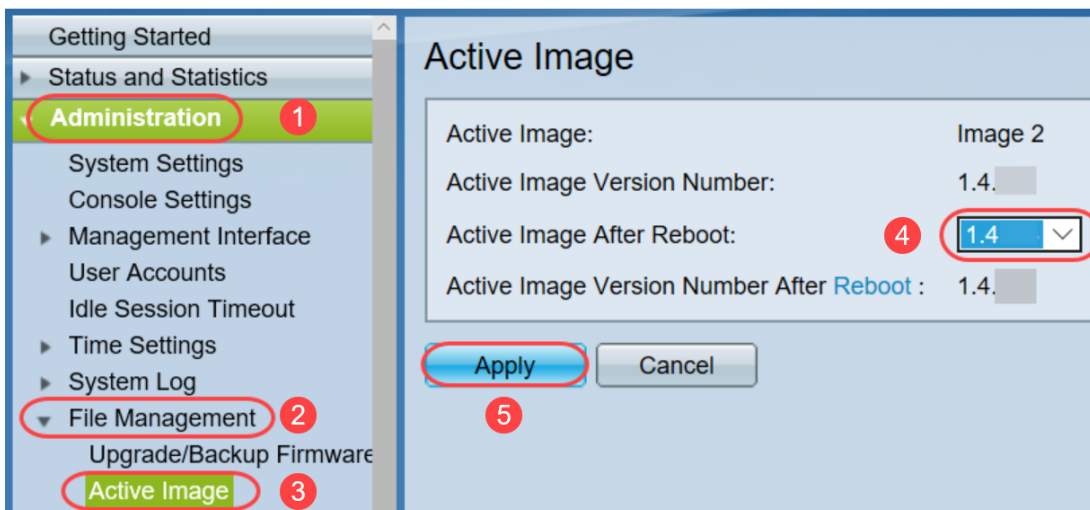 Getting Started
Status and Statistics
Administration 1
System Settings
Console Settings
Management Interface
User Accounts
Idle Session Timeout
Time Settings
System Log
File Management 2
Upgrade/Backup Firmware
Active Image 3
Active Image
Active Image: Image 2
Active Image Version Number: 1.4.
Active Image After Reboot: 4 1.4
Active Image Version Number After Reboot : 1.4.
Apply Cancel
5